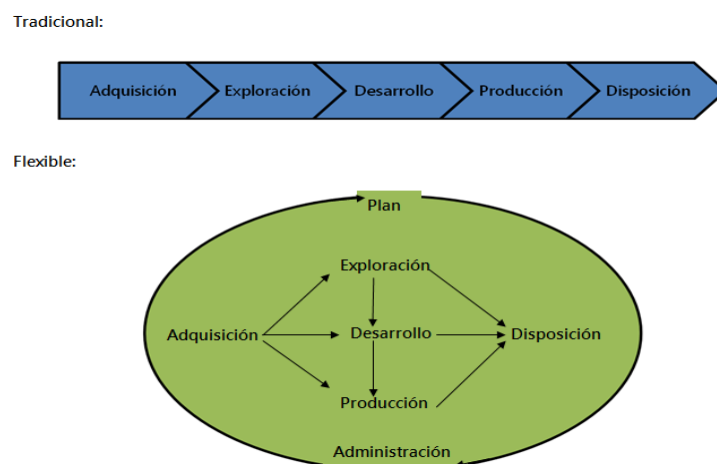 Tradicional:
Adquisición Exploración Desarrollo Producción Disposición
Flexible:
Plan
Exploración
Adquisición Desarrollo Disposición
Producción
Administración